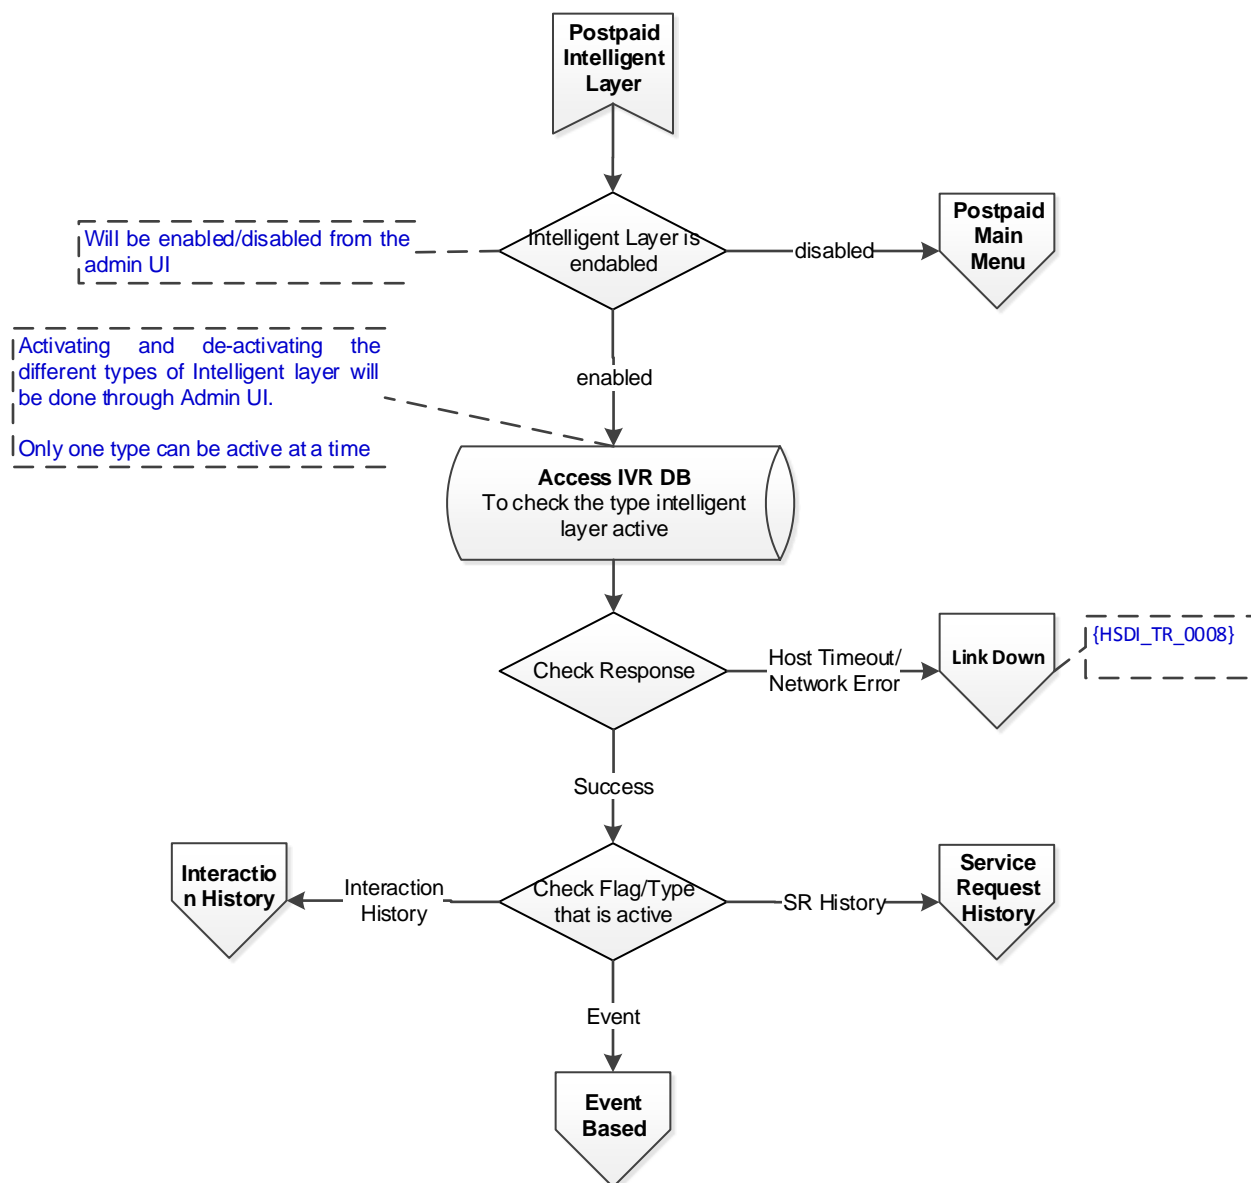 Postpaid
Intelligent
Layer
Intelligent Layer is
endabled
disabled
Postpaid
Main
Menu
Will be enabled/disabled from the
admin UI
Activating and de-activating the
different types of Intelligent layer will
be done through Admin UI.
Only one type can be active at a time
enabled
Access IVR DB
To check the type intelligent
layer active
Check Response
Host Timeout/
Network Error
Link Down
{HSDI_TR_0008}
Success
Interactio
n History
Interaction
History
Check Flag/Type
that is active
SR History
Service
Request
History
Event
Event
Based